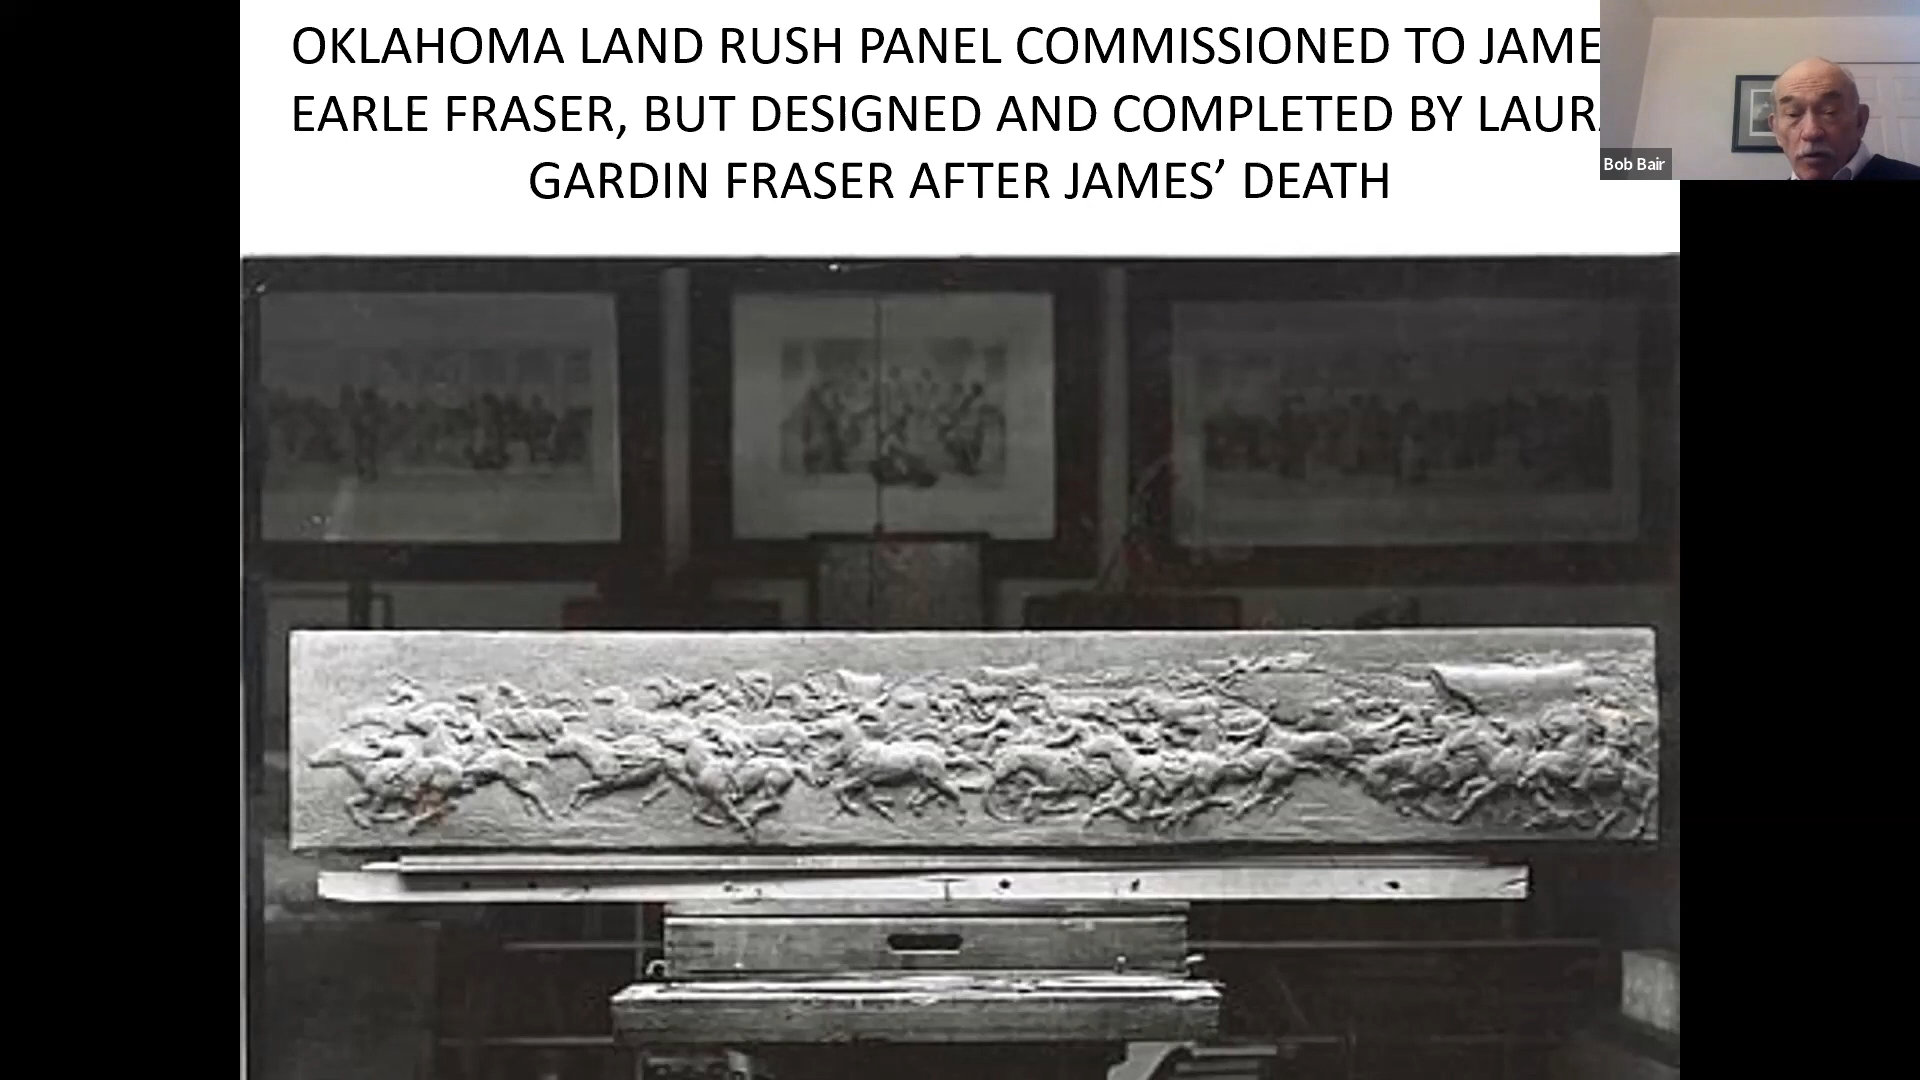 OKLAHOMA LAND RUSH PANEL COMMISSIONED TO JAME
EARLE FRASER, BUT DESIGNED AND COMPLETED BY LAUR
GARDIN FRASER AFTER JAMES’ DEATH
Bob Bair